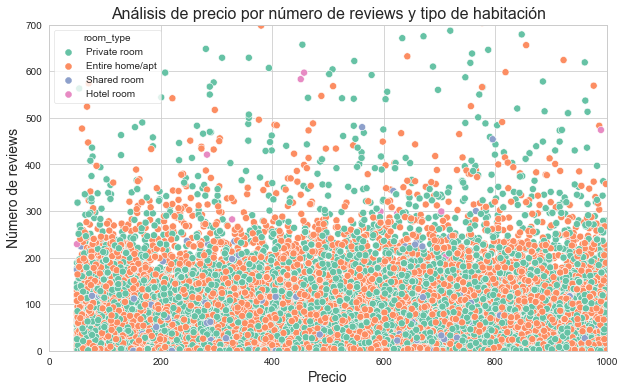 Análisis de precio por número de reviews y tipo de habitación
room_type
Private room
Entire home/apt
Shared room
Hotel room
Número de reviews
700
600
500
400
300
200
100
0
0 200 400 600 800 1000
Precio